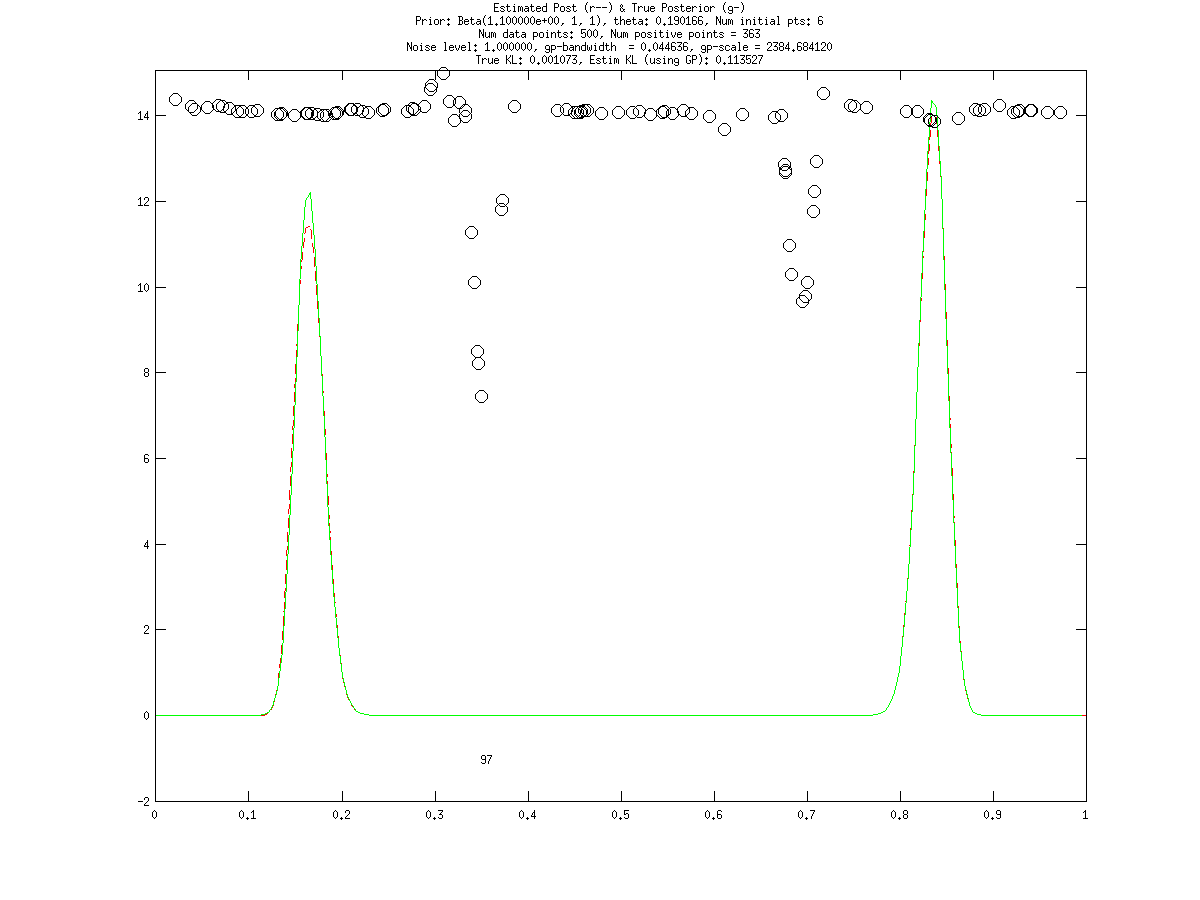 Estimated Post (r--) & True Posterior (g-)
Prior: Beta(1.100000e+00, 1, 1), theta: 0.190166, Num initial pts: 6
Num data points: 500, Num positive points = 363
Noise level: 1.000000, gp-bandwidth  = 0.044636, gp-scale = 2384.684120
True KL: 0.001073, Estim KL (using GP): 0.113527
14
12
10
8
6
4
2
0
97
-2
0 0.1 0.2 0.3 0.4 0.5 0.6 0.7 0.8 0.9 1